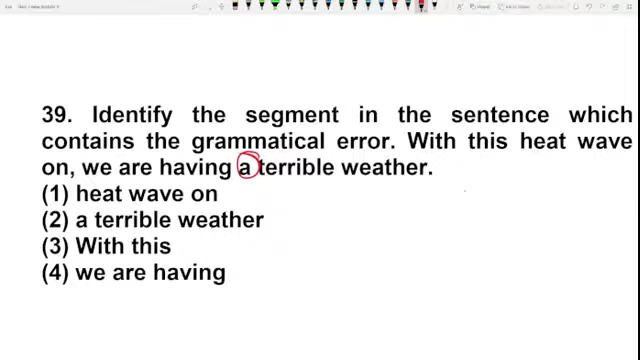 39. Identify the segment in the sentence which
contains the grammatical error. With this heat wave
on, we are having a terrible weather.
(1) heat wave on
(2) a terrible weather
(3) With this
(4) we are having